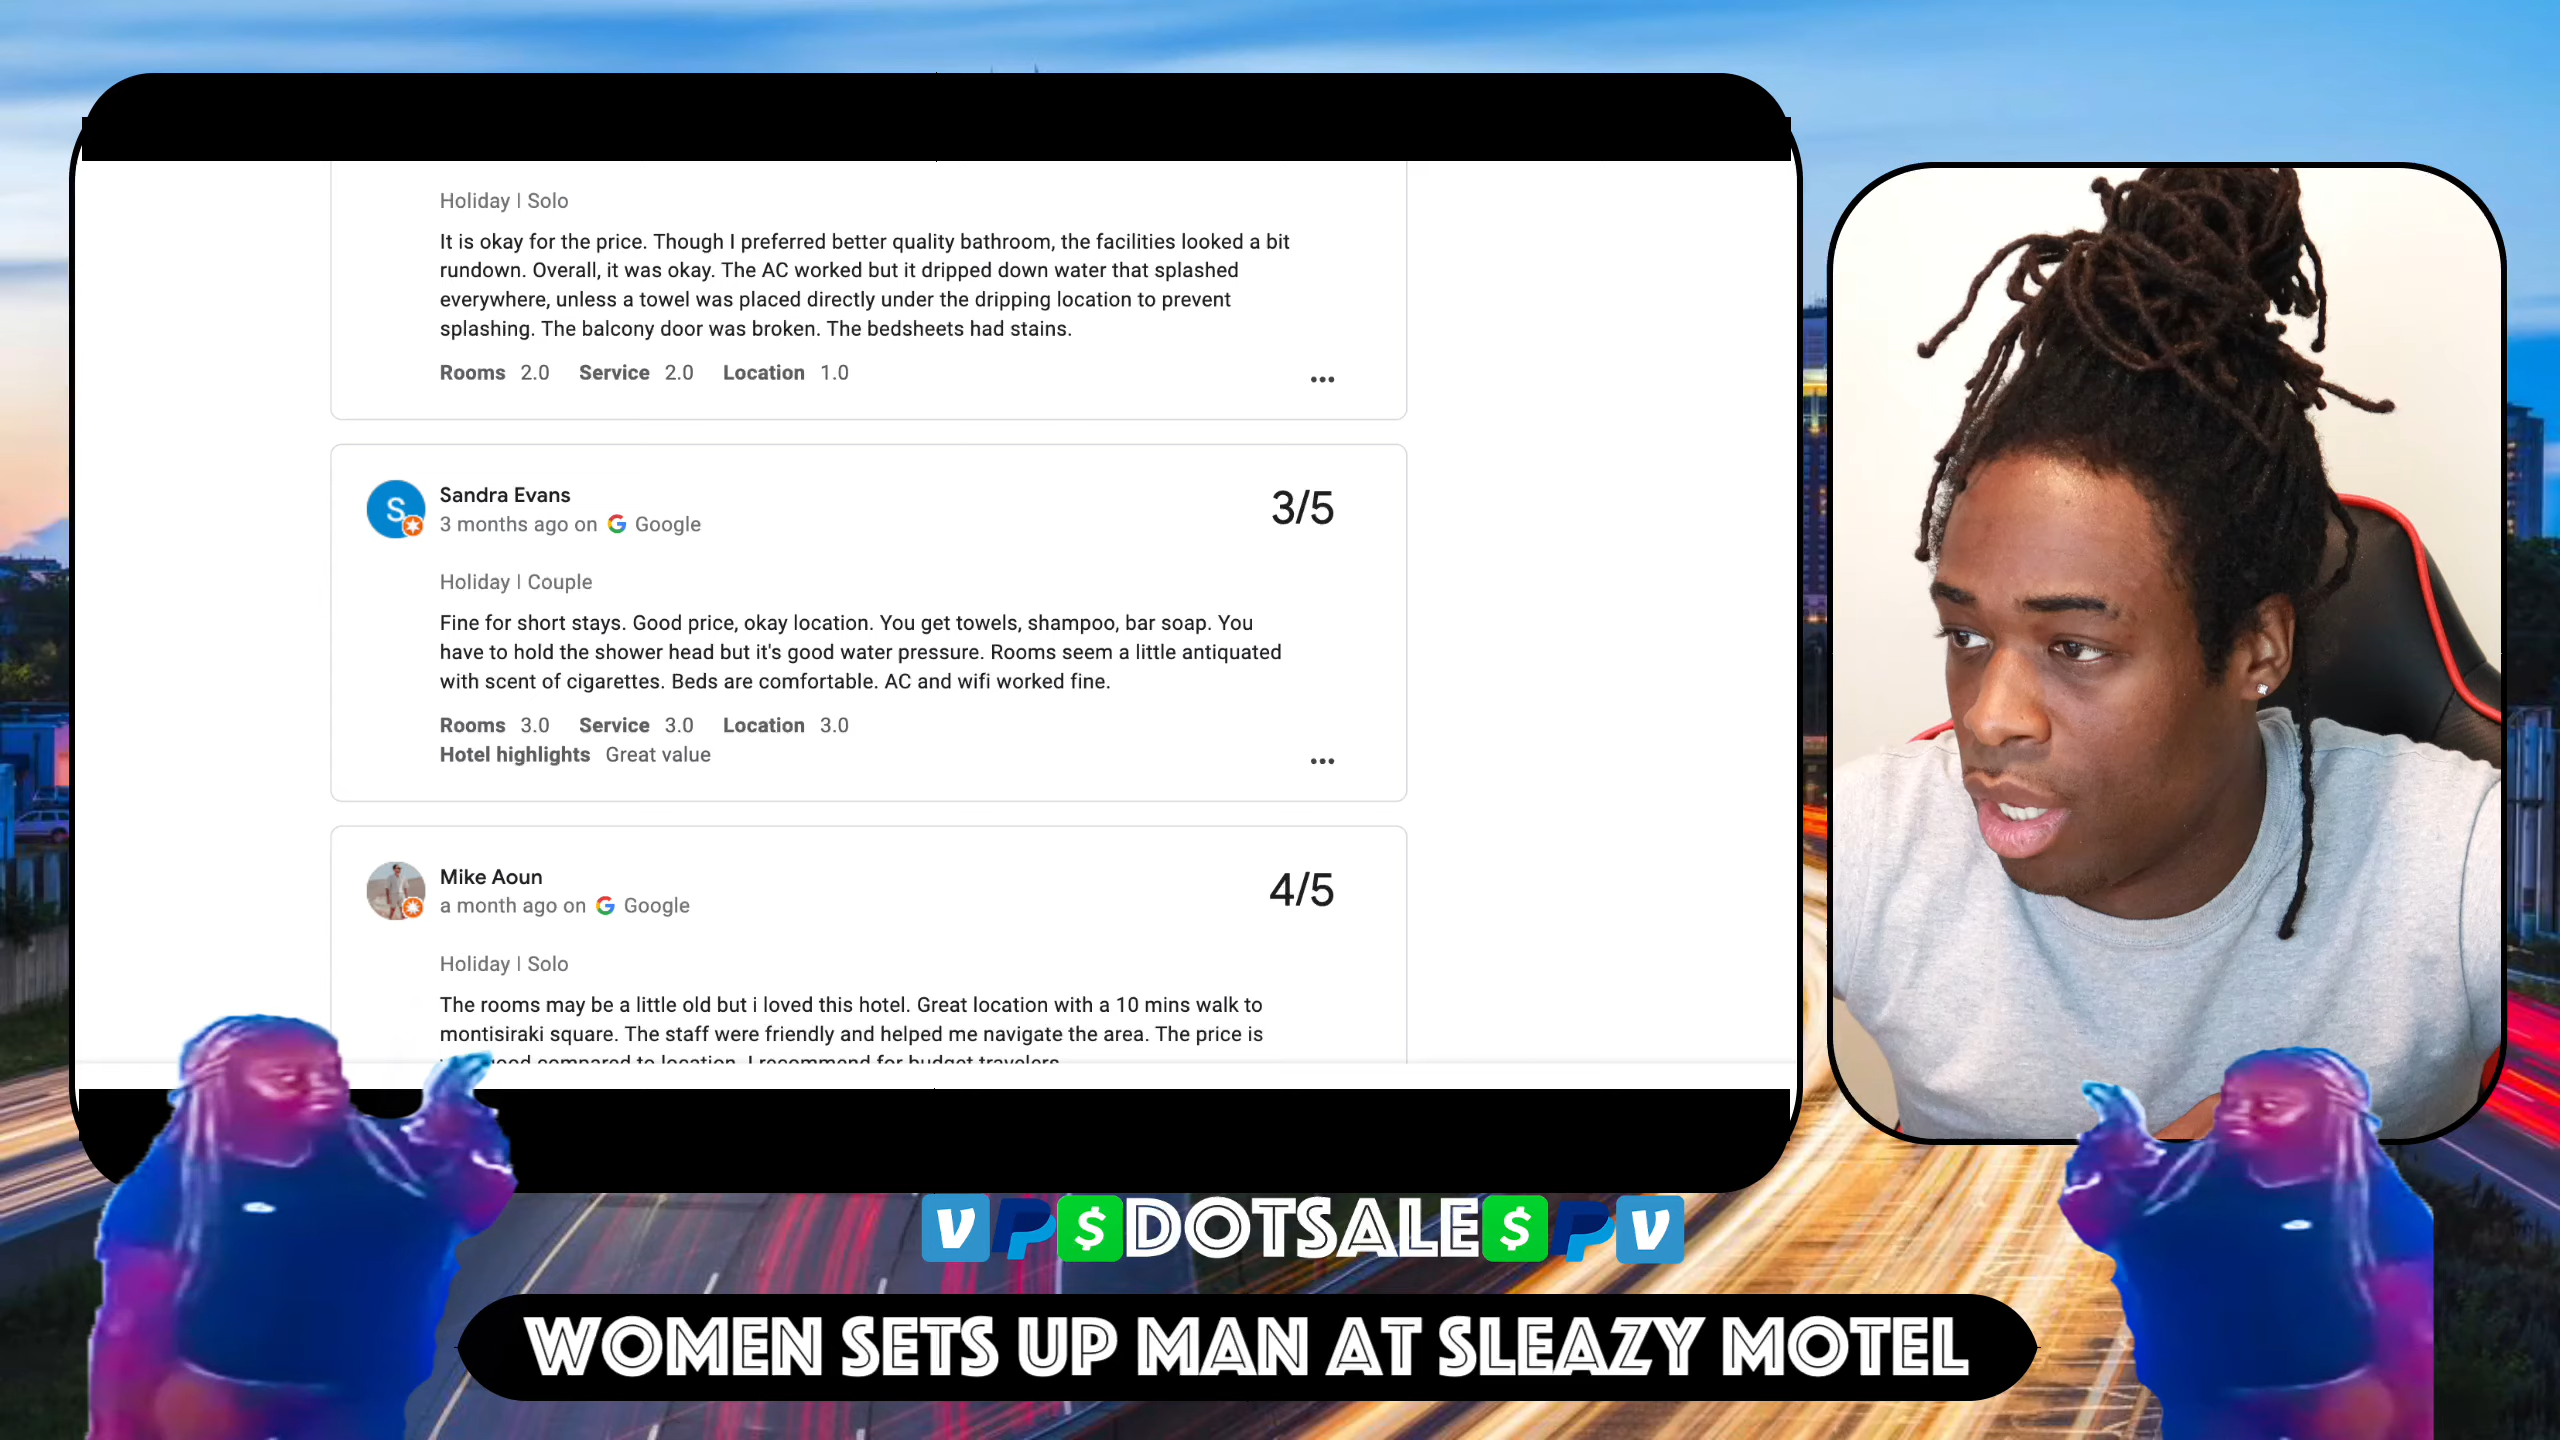 Holiday | Solo
It is okay for the price. Though I preferred better quality bathroom, the facilities looked a bit
rundown. Overall, it was okay. The AC worked but it dripped down water that splashed
everywhere, unless a towel was placed directly under the dripping location to prevent
splashing. The balcony door was broken. The bedsheets had stains.
Rooms 2.0 Service 2.0 Location 1.0
S
Sandra Evans
3/5
3 months ago on G Google
Holiday | Couple
Fine for short stays. Good price, okay location. You get towels, shampoo, bar soap. You
have to hold the shower head but it's good water pressure. Rooms seem a little antiquated
with scent of cigarettes. Beds are comfortable. AC and wifi worked fine.
Rooms 3.0 Service 3.0 Location 3.0
Hotel highlights Great value
Mike Aoun
4/5
a month ago on G Google
Holiday | Solo
The rooms may be a little old but i loved this hotel. Great location with a 10 mins walk to
montisiraki square. The staff were friendly and helped me navigate the area. The price is
compared to location. I recommend for budget travelers
V P $ DOTSALE $ P V
WOMEN SETS UP MAN AT SLEAZY MOTEL